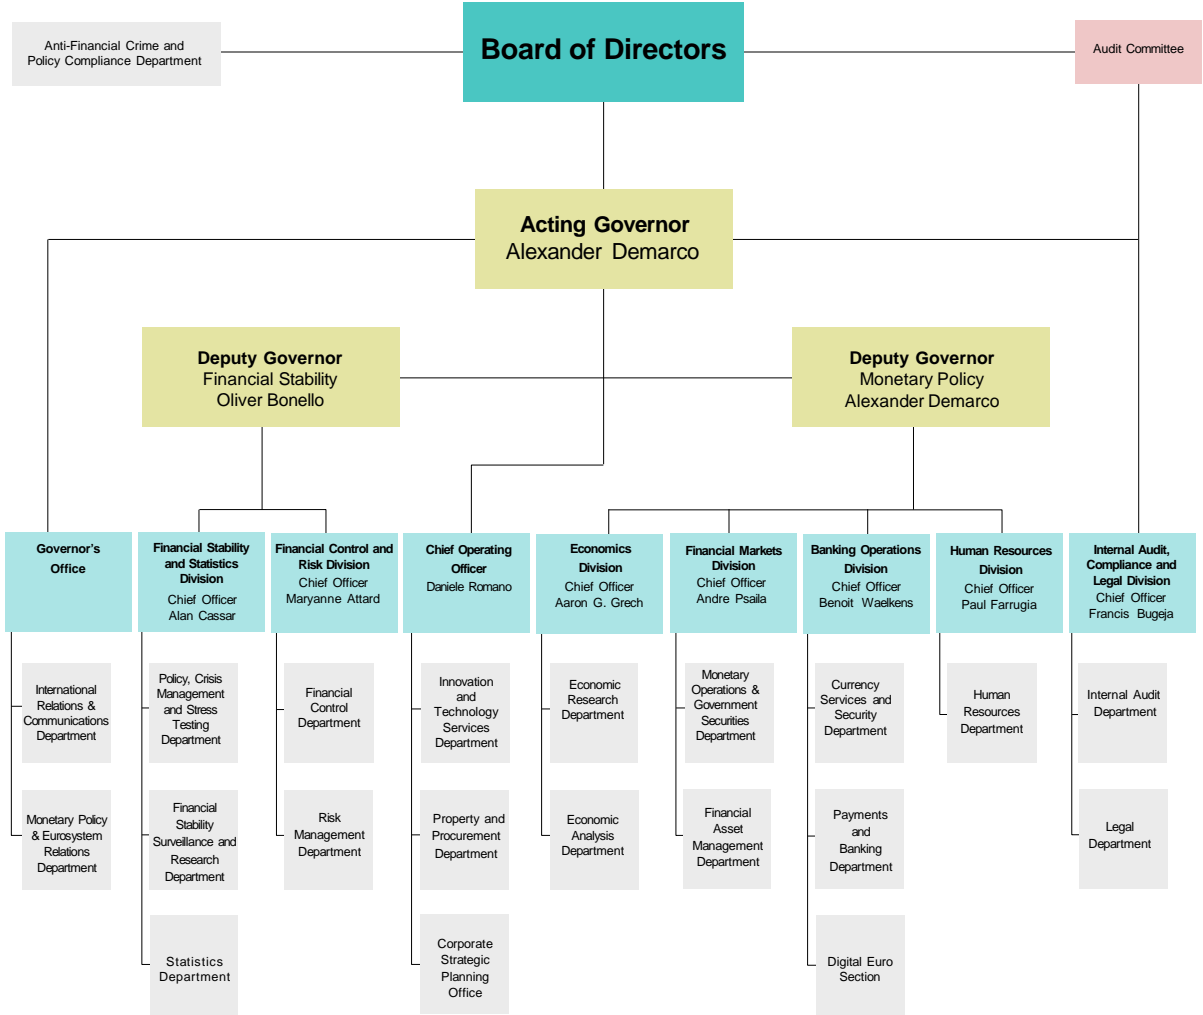 Anti-Financial Crime and
Policy Compliance Department
Board of Directors
Audit Committee
Acting Governor
Alexander Demarco
Deputy Governor
Financial Stability
Oliver Bonello
Deputy Governor
Monetary Policy
Alexander Demarco
Governor's
Office
Financial Stability
and Statistics
Division
Chief Officer
Alan Cassar
Financial Control and
Risk Division
Chief Officer
Maryanne Attard
Chief Operating
Officer
Daniele Romano
Economics
Division
Chief Officer
Aaron G. Grech
Financial Markets
Division
Chief Officer
Andre Psaila
Banking Operations
Division
Chief Officer
Benoit Waelkens
Human Resources
Division
Chief Officer
Paul Farrugia
Internal Audit,
Compliance and
Legal Division
Chief Officer
Francis Bugeja
International
Relations &
Communications
Department
Policy, Crisis
Management
and Stress
Testing
Department
Financial
Control
Department
Innovation
and
Technology
Services
Department
Economic
Research
Department
Monetary
Operations &
Government
Securities
Department
Currency
Services and
Security
Department
Human
Resources
Department
Internal Audit
Department
Monetary Policy
& Eurosystem
Relations
Department
Financial
Stability
Surveillance and
Research
Department
Risk
Management
Department
Property and
Procurement
Department
Economic
Analysis
Department
Financial
Asset
Management
Department
Payments
and
Banking
Department
Legal
Department
Statistics
Department
Corporate
Strategic
Planning
Office
Digital Euro
Section